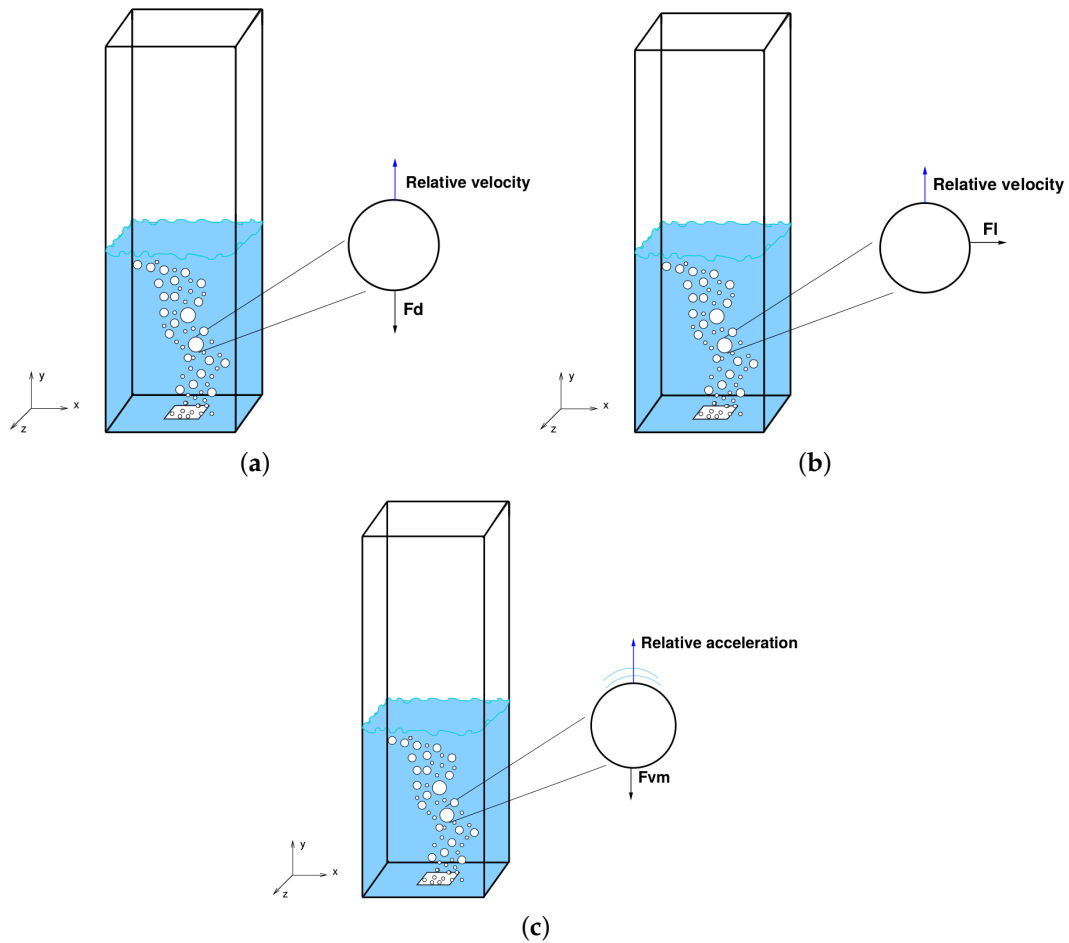 Relative velocity
Fd
y
x
z
(a)
Relative velocity
Fl
y
x
z
(b)
Relative acceleration
Fvm
y
x
z
(c)